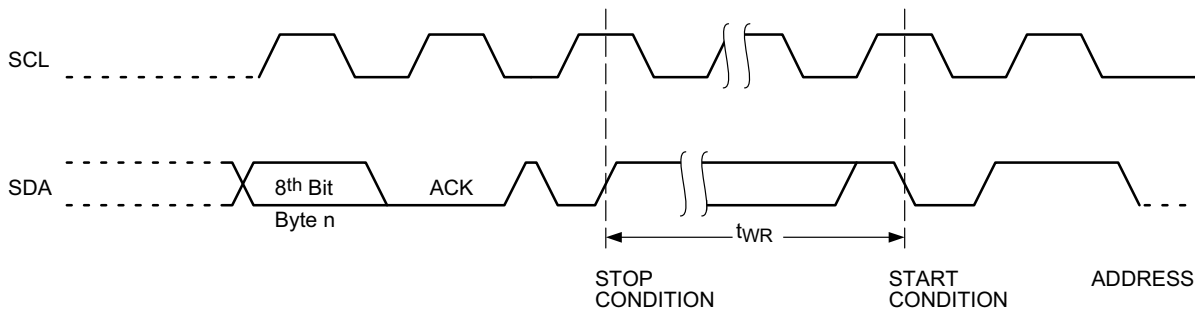 SCL
SDA
8th Bit
Byte n
ACK
tWR
STOP
CONDITION
START
CONDITION
ADDRESS